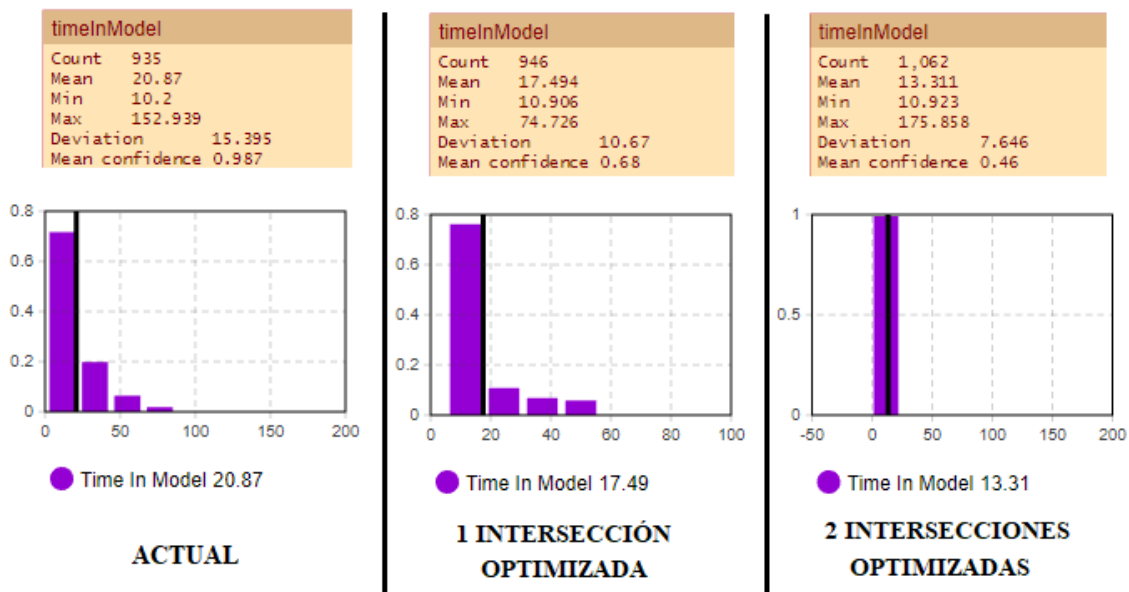 timeInModel
Count 935
Mean 20.87
Min 10.2
Max 152.939
Deviation 15.395
Mean confidence 0.987
0.8
0.6
0.4
0.2
0
0 50 100 150 200
Time In Model 20.87
ACTUAL
timeInModel
Count 946
Mean 17.494
Min 10.906
Max 74.726
Deviation 10.67
Mean confidence 0.68
0.8
0.6
0.4
0.2
0
0 20 40 60 80 100
Time In Model 17.49
1 INTERSECCIÓN
OPTIMIZADA
timeInModel
Count 1,062
Mean 13.311
Min 10.923
Max 175.858
Deviation 7.646
Mean confidence 0.46
1
0.5
0
-50 0 50 100 150 200
Time In Model 13.31
2 INTERSECCIONES
OPTIMIZADAS